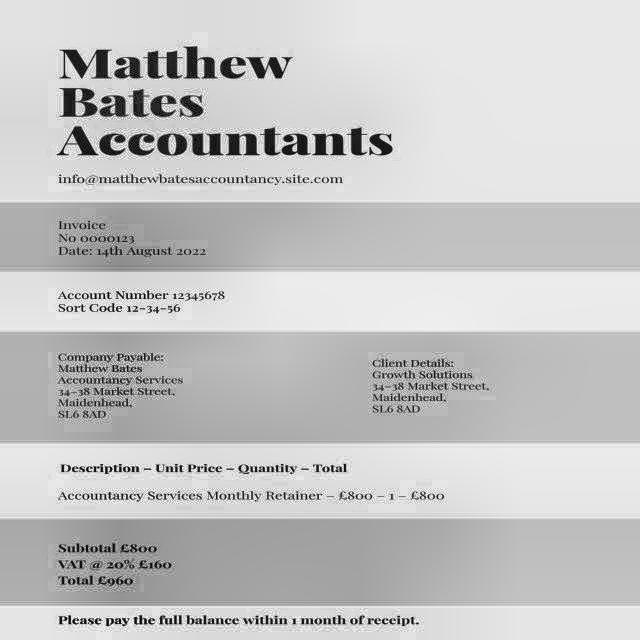 Matthew
Bates
Accountants
info@matthewbatesaccountancy.site.com
Invoice
No 0000123
Date: 14th August 2022
Account Number 12345678
Sort Code 12-34-56
Company Payable:
Matthew Bates
Accountancy Services
34-38 Market Street,
Maidenhead,
SL6 8AD
Client Details:
Growth Solutions
34-38 Market Street,
Maidenhead,
SL6 8AD
Description – Unit Price – Quantity – Total
Accountancy Services Monthly Retainer – £800 – 1 – £800
Subtotal £800
VAT @ 20% £160
Total £960
Please pay the full balance within 1 month of receipt.